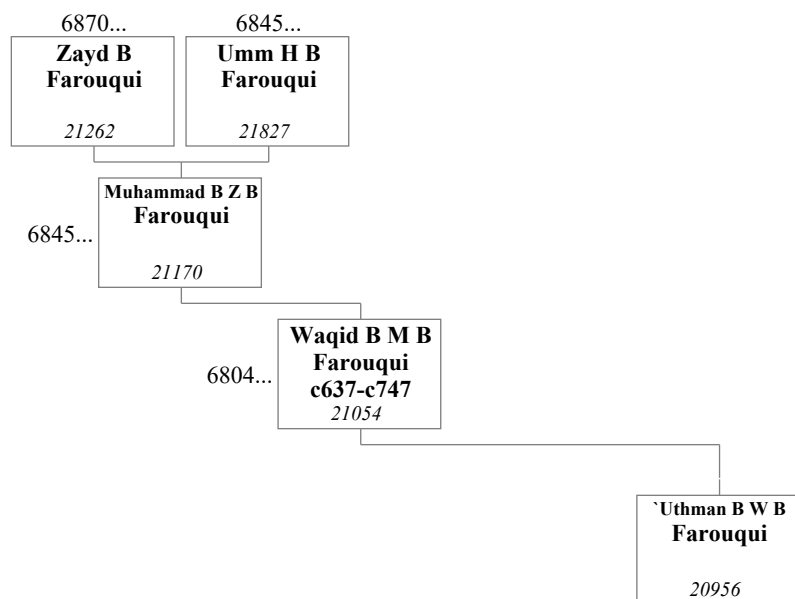 6870...
6845...
Zayd B
Farouqui
21262
Umm H B
Farouqui
21827
Muhammad B Z B
Farouqui
6845...
21170
Waqid B M B
Farouqui
6804...
c637-c747
21054
`Uthman B W B
Farouqui
20956